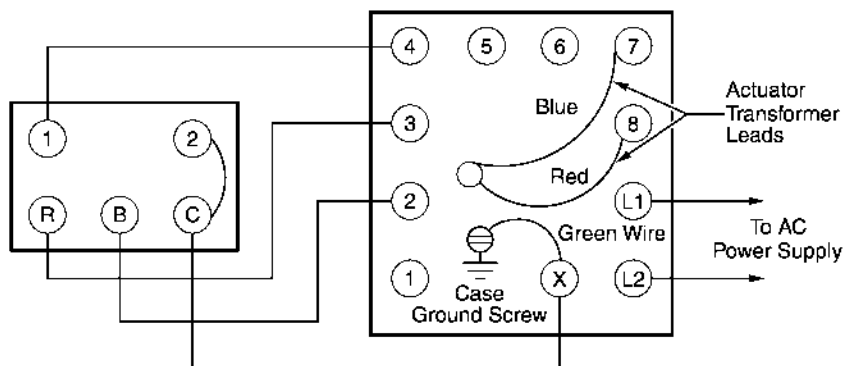 4 5 6 7
Actuator
Transformer
Leads
Blue
1 2
3
8
Red
R B C
2
L1
Green Wire
To AC
Power Supply
1
X
L2
Case
Ground Screw